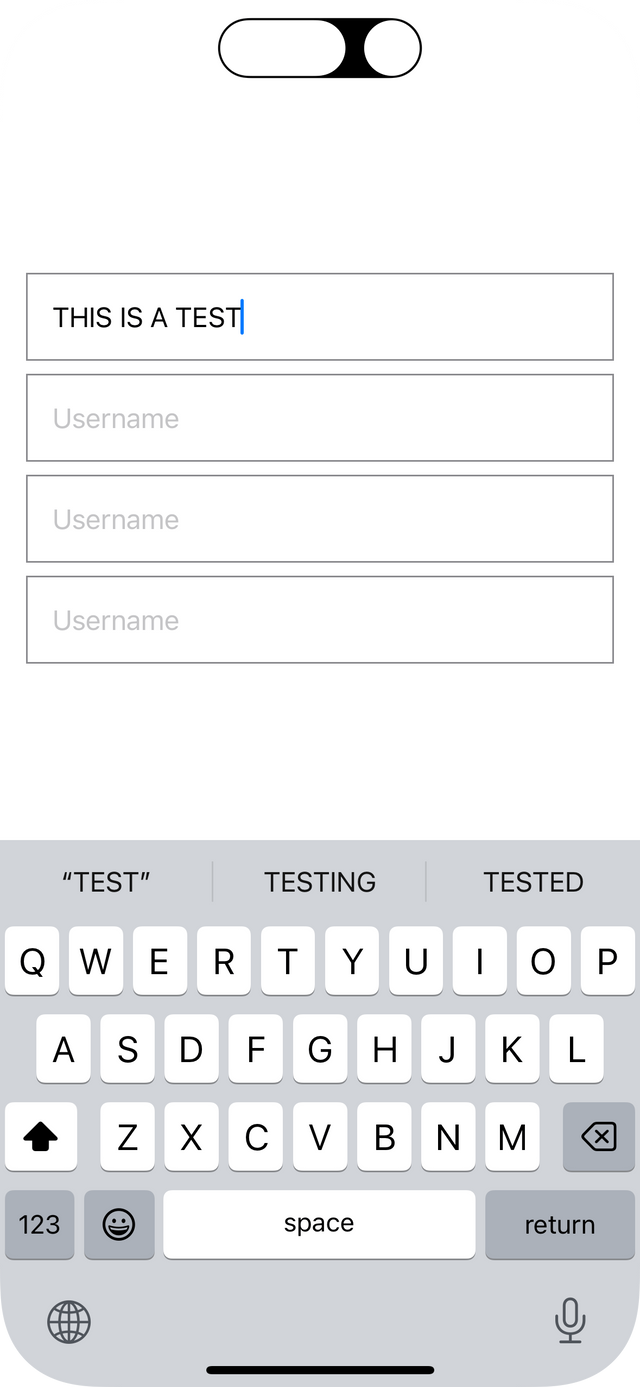 THIS IS A TEST
Username
Username
Username
“TEST” TESTING TESTED
Q W E R T Y U I O P
A S D F G H J K L
Z X C V B N M
123 space return